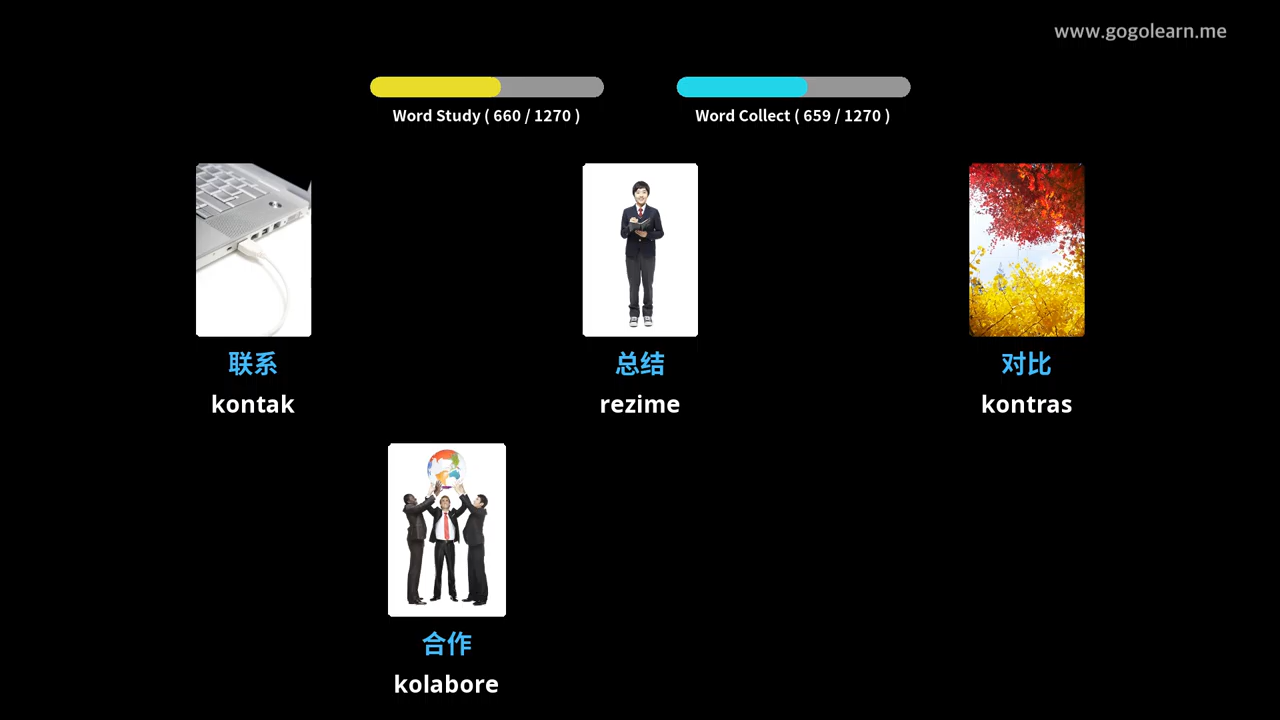 www.gogolearn.me
Word Study ( 660 / 1270 )
Word Collect ( 659 / 1270 )
联系
总结
对比
kontak
rezime
kontras
合作
kolabore